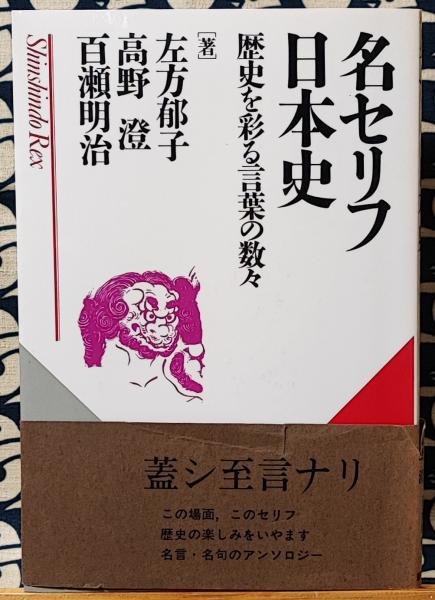 名セリフ
日本史
歴史を彩る言葉の数々
[著]
左方郁子
高野 澄
百瀬明治
Shinshindo Rex
蓋シ至言ナリ
この場面，このセリフ
歴史の楽しみをいやます
名言・名句のアンソロジー